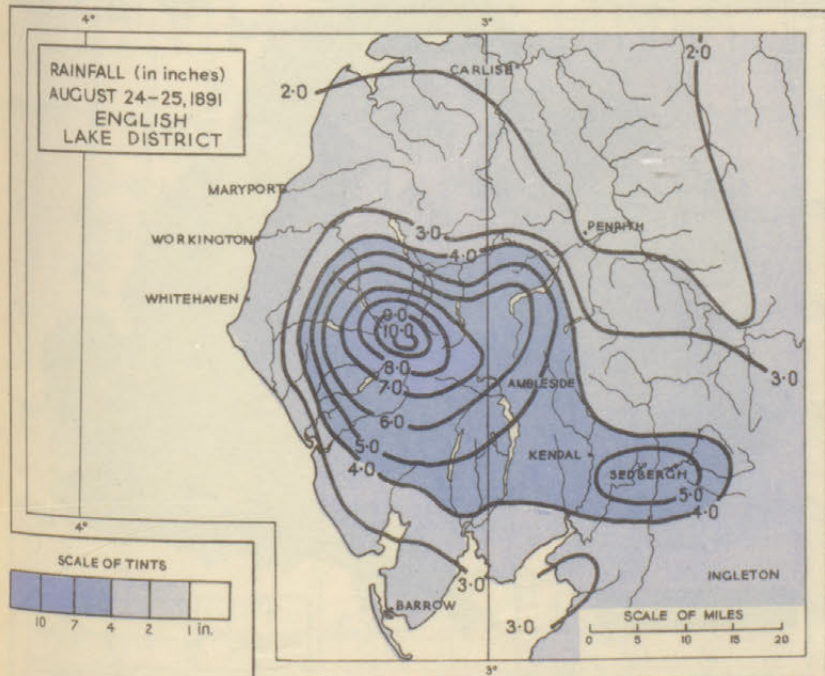 4°
3°
RAINFALL (in inches)
AUGUST 24-25, 1891
ENGLISH
LAKE DISTRICT
2.0
CARLISLE
2.0
MARYPORT
WORKINGTON
3.0
4.0
PENRITH
WHITEHAVEN
9.0
10.0
8.0
7.0
AMBLESIDE
3.0
6.0
5.0
4.0
KENDAL
SEDBERGH
5.0
4.0
4°
SCALE OF TINTS
10 7 4 2 1 in.
3.0
INGLETON
BARROW
3.0
SCALE OF MILES
0 5 10 15 20
3°